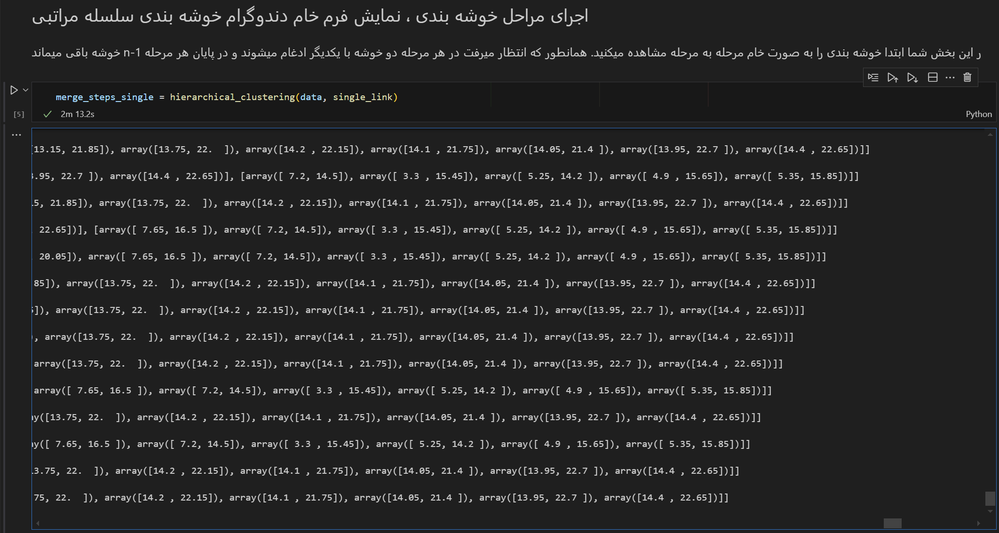 اجرای مراحل خوشه بندی ، نمایش فرم خام دندوگرام خوشه بندی سلسله مراتبی
ر این بخش شما ابتدا خوشه بندی را به صورت خام مرحله به مرحله مشاهده میکنید. همانطور که انتظار میرفت در هر مرحله دو خوشه با یکدیگر ادغام میشوند و در پایان هر مرحله n-1 خوشه باقی میماند
merge_steps_single = hierarchical_clustering(data, single_link)
[5] 2m 13.2s Python
[13.15, 21.85]), array([13.75, 22.  ]), array([14.2 , 22.15]), array([14.1 , 21.75]), array([14.05, 21.4 ]), array([13.95, 22.7 ]), array([14.4 , 22.65])]]
3.95, 22.7 ]), array([14.4 , 22.65])], [array([ 7.2, 14.5]), array([ 3.3 , 15.45]), array([ 5.25, 14.2 ]), array([ 4.9 , 15.65]), array([ 5.35, 15.85])]]
15, 21.85]), array([13.75, 22.  ]), array([14.2 , 22.15]), array([14.1 , 21.75]), array([14.05, 21.4 ]), array([13.95, 22.7 ]), array([14.4 , 22.65])]]
22.65])], [array([ 7.65, 16.5 ]), array([ 7.2, 14.5]), array([ 3.3 , 15.45]), array([ 5.25, 14.2 ]), array([ 4.9 , 15.65]), array([ 5.35, 15.85])]]
20.05]), array([ 7.65, 16.5 ]), array([ 7.2, 14.5]), array([ 3.3 , 15.45]), array([ 5.25, 14.2 ]), array([ 4.9 , 15.65]), array([ 5.35, 15.85])]]
85]), array([13.75, 22.  ]), array([14.2 , 22.15]), array([14.1 , 21.75]), array([14.05, 21.4 ]), array([13.95, 22.7 ]), array([14.4 , 22.65])]]
5]), array([13.75, 22.  ]), array([14.2 , 22.15]), array([14.1 , 21.75]), array([14.05, 21.4 ]), array([13.95, 22.7 ]), array([14.4 , 22.65])]]
), array([13.75, 22.  ]), array([14.2 , 22.15]), array([14.1 , 21.75]), array([14.05, 21.4 ]), array([13.95, 22.7 ]), array([14.4 , 22.65])]]
array([13.75, 22.  ]), array([14.2 , 22.15]), array([14.1 , 21.75]), array([14.05, 21.4 ]), array([13.95, 22.7 ]), array([14.4 , 22.65])]]
array([ 7.65, 16.5 ]), array([ 7.2, 14.5]), array([ 3.3 , 15.45]), array([ 5.25, 14.2 ]), array([ 4.9 , 15.65]), array([ 5.35, 15.85])]]
ay([13.75, 22.  ]), array([14.2 , 22.15]), array([14.1 , 21.75]), array([14.05, 21.4 ]), array([13.95, 22.7 ]), array([14.4 , 22.65])]]
ay([ 7.65, 16.5 ]), array([ 7.2, 14.5]), array([ 3.3 , 15.45]), array([ 5.25, 14.2 ]), array([ 4.9 , 15.65]), array([ 5.35, 15.85])]]
13.75, 22.  ]), array([14.2 , 22.15]), array([14.1 , 21.75]), array([14.05, 21.4 ]), array([13.95, 22.7 ]), array([14.4 , 22.65])]]
75, 22.  ]), array([14.2 , 22.15]), array([14.1 , 21.75]), array([14.05, 21.4 ]), array([13.95, 22.7 ]), array([14.4 , 22.65])]]